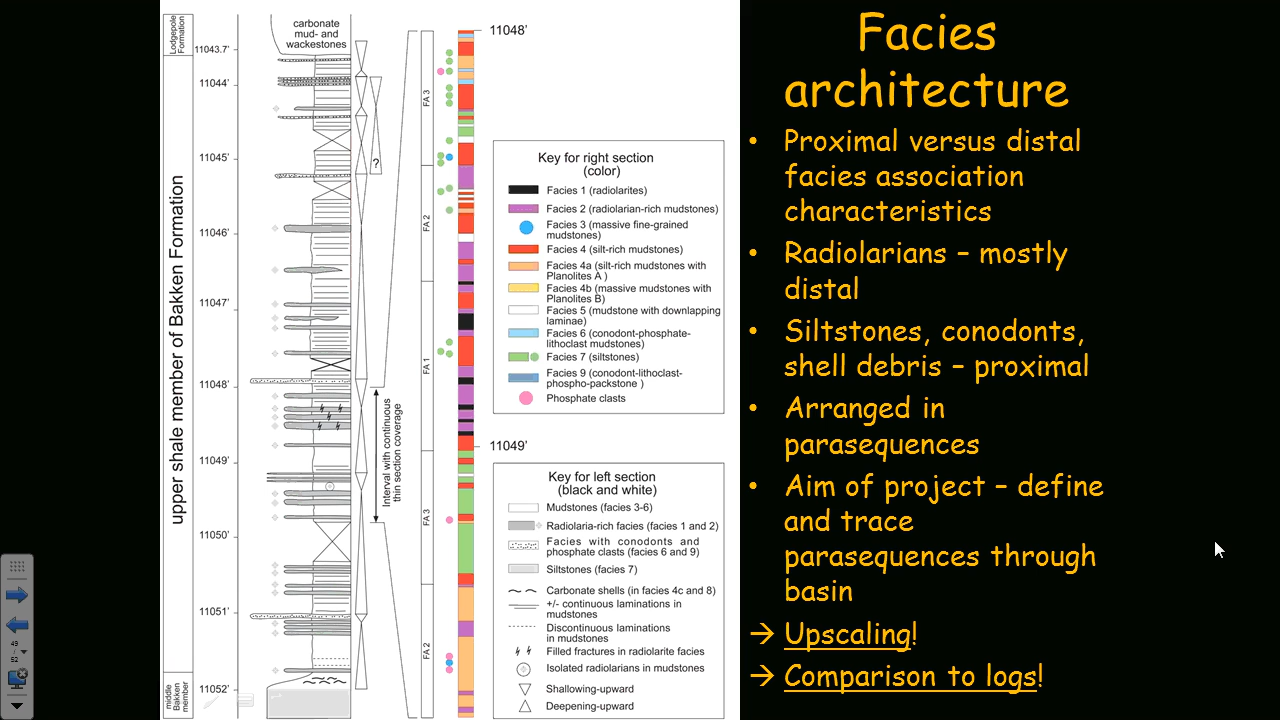 Lodgepole
Formation
upper shale member of Bakken Formation
middle
Bakken
member
11043.7'
11044'
11045'
11046'
11047'
11048'
11049'
11050'
11051'
11052'
carbonate
mud- and
wackestones
?
Interval with continuous
thin section coverage
FA 3
FA 2
FA 1
FA 3
FA 2
11048'
11049'
Key for right section
(color)
Facies 1 (radiolarites)
Facies 2 (radiolarian-rich mudstones)
Facies 3 (massive fine-grained
mudstones)
Facies 4 (silt-rich mudstones)
Facies 4a (silt-rich mudstones with
Planolites A )
Facies 4b (massive mudstones with
Planolites B)
Facies 5 (mudstone with downlapping
laminae)
Facies 6 (conodont-phosphate-
lithoclast mudstones)
Facies 7 (siltstones)
Facies 9 (conodont-lithoclast-
phospho-packstone )
Phosphate clasts
Key for left section
(black and white)
Mudstones (facies 3-6)
Radiolaria-rich facies (facies 1 and 2)
Facies with conodonts and
phosphate clasts (facies 6 and 9)
Siltstones (facies 7)
Carbonate shells (in facies 4c and 8)
+/- continuous laminations in
mudstones
Discontinuous laminations
in mudstones
Filled fractures in radiolarite facies
Isolated radiolarians in mudstones
Shallowing-upward
Deepening-upward
Facies
architecture
• Proximal versus distal
facies association
characteristics
• Radiolarians – mostly
distal
• Siltstones, conodonts,
shell debris – proximal
• Arranged in
parasequences
• Aim of project – define
and trace
parasequences through
basin
→ Upscaling!
→ Comparison to logs!
45
52